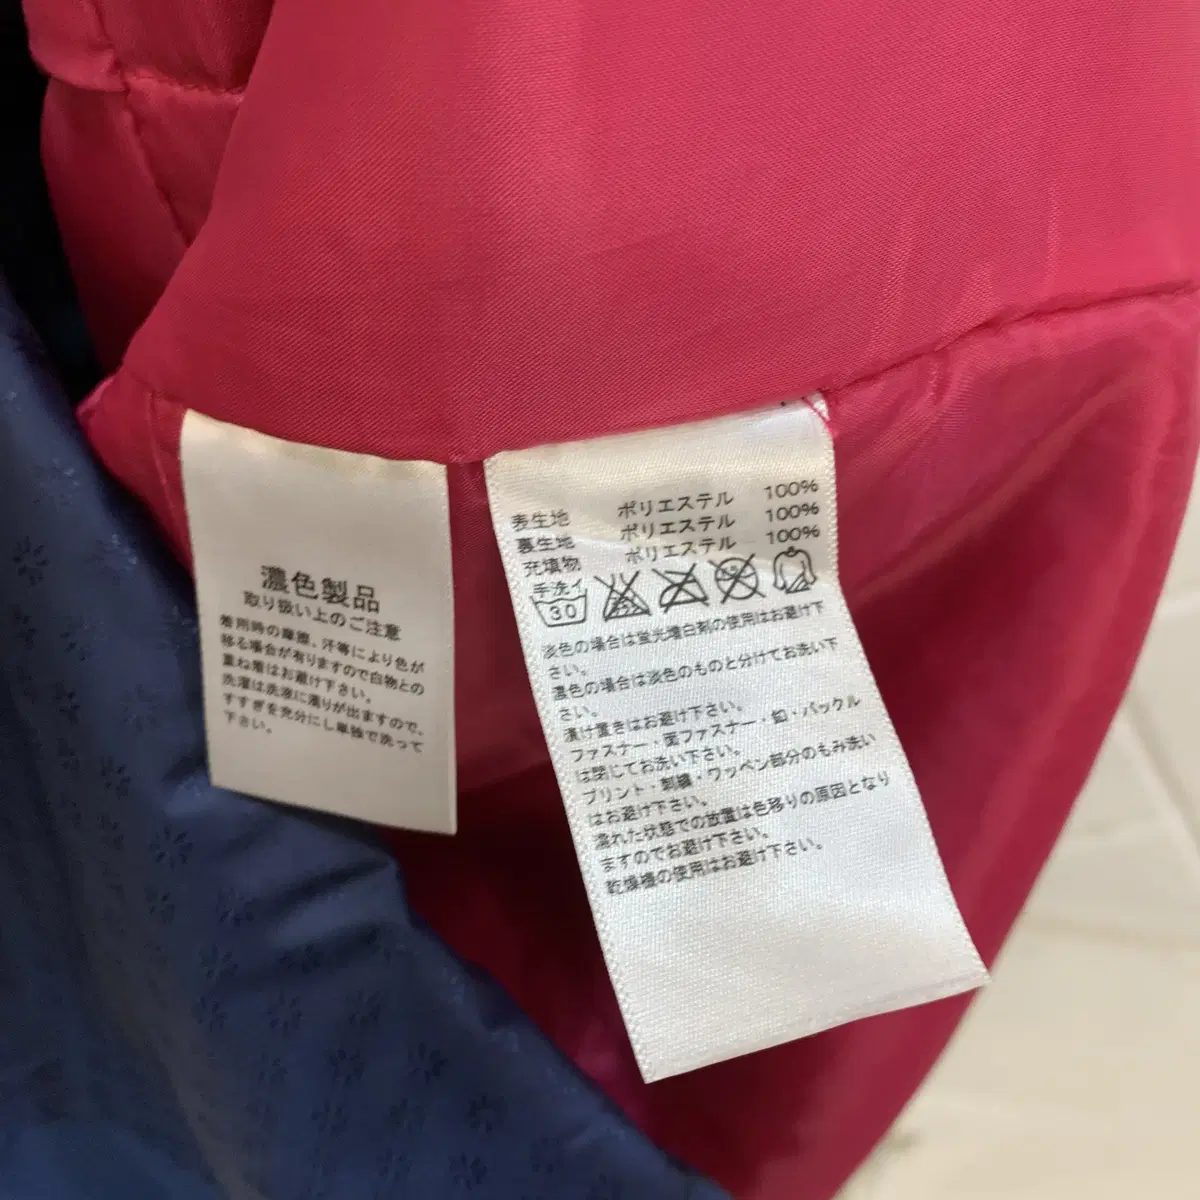 濃色製品
取り扱い上のご注意
着用時の摩擦、汗等により色が
移る場合が有りますので白物との
重ね着はお避け下さい。
洗濯は洗液に濁りが出ますので、
すすぎを充分にし単独で洗って
下さい。
表生地 ポリエステル 100%
裏生地 ポリエステル 100%
充填物 ポリエステル 100%
手洗イ
30
淡色の場合は蛍光増白剤の使用はお避け下
さい。
濃色の場合は淡色のものと分けてお洗い下
さい。
漬け置きはお避け下さい。
ファスナー・面ファスナー・釦・バックル
は閉じてお洗い下さい。
プリント・刺繍・ワッペン部分のもみ洗い
はお避け下さい。
濡れた状態での放置は色移りの原因となり
ますのでお避け下さい。
乾燥機の使用はお避け下さい。